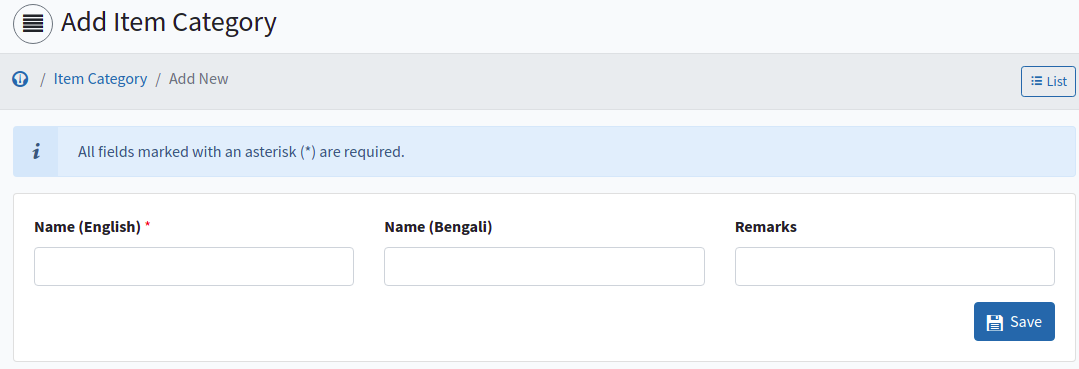 Add Item Category
/ Item Category / Add New
List
i All fields marked with an asterisk (*) are required.
Name (English) * Name (Bengali) Remarks
Save